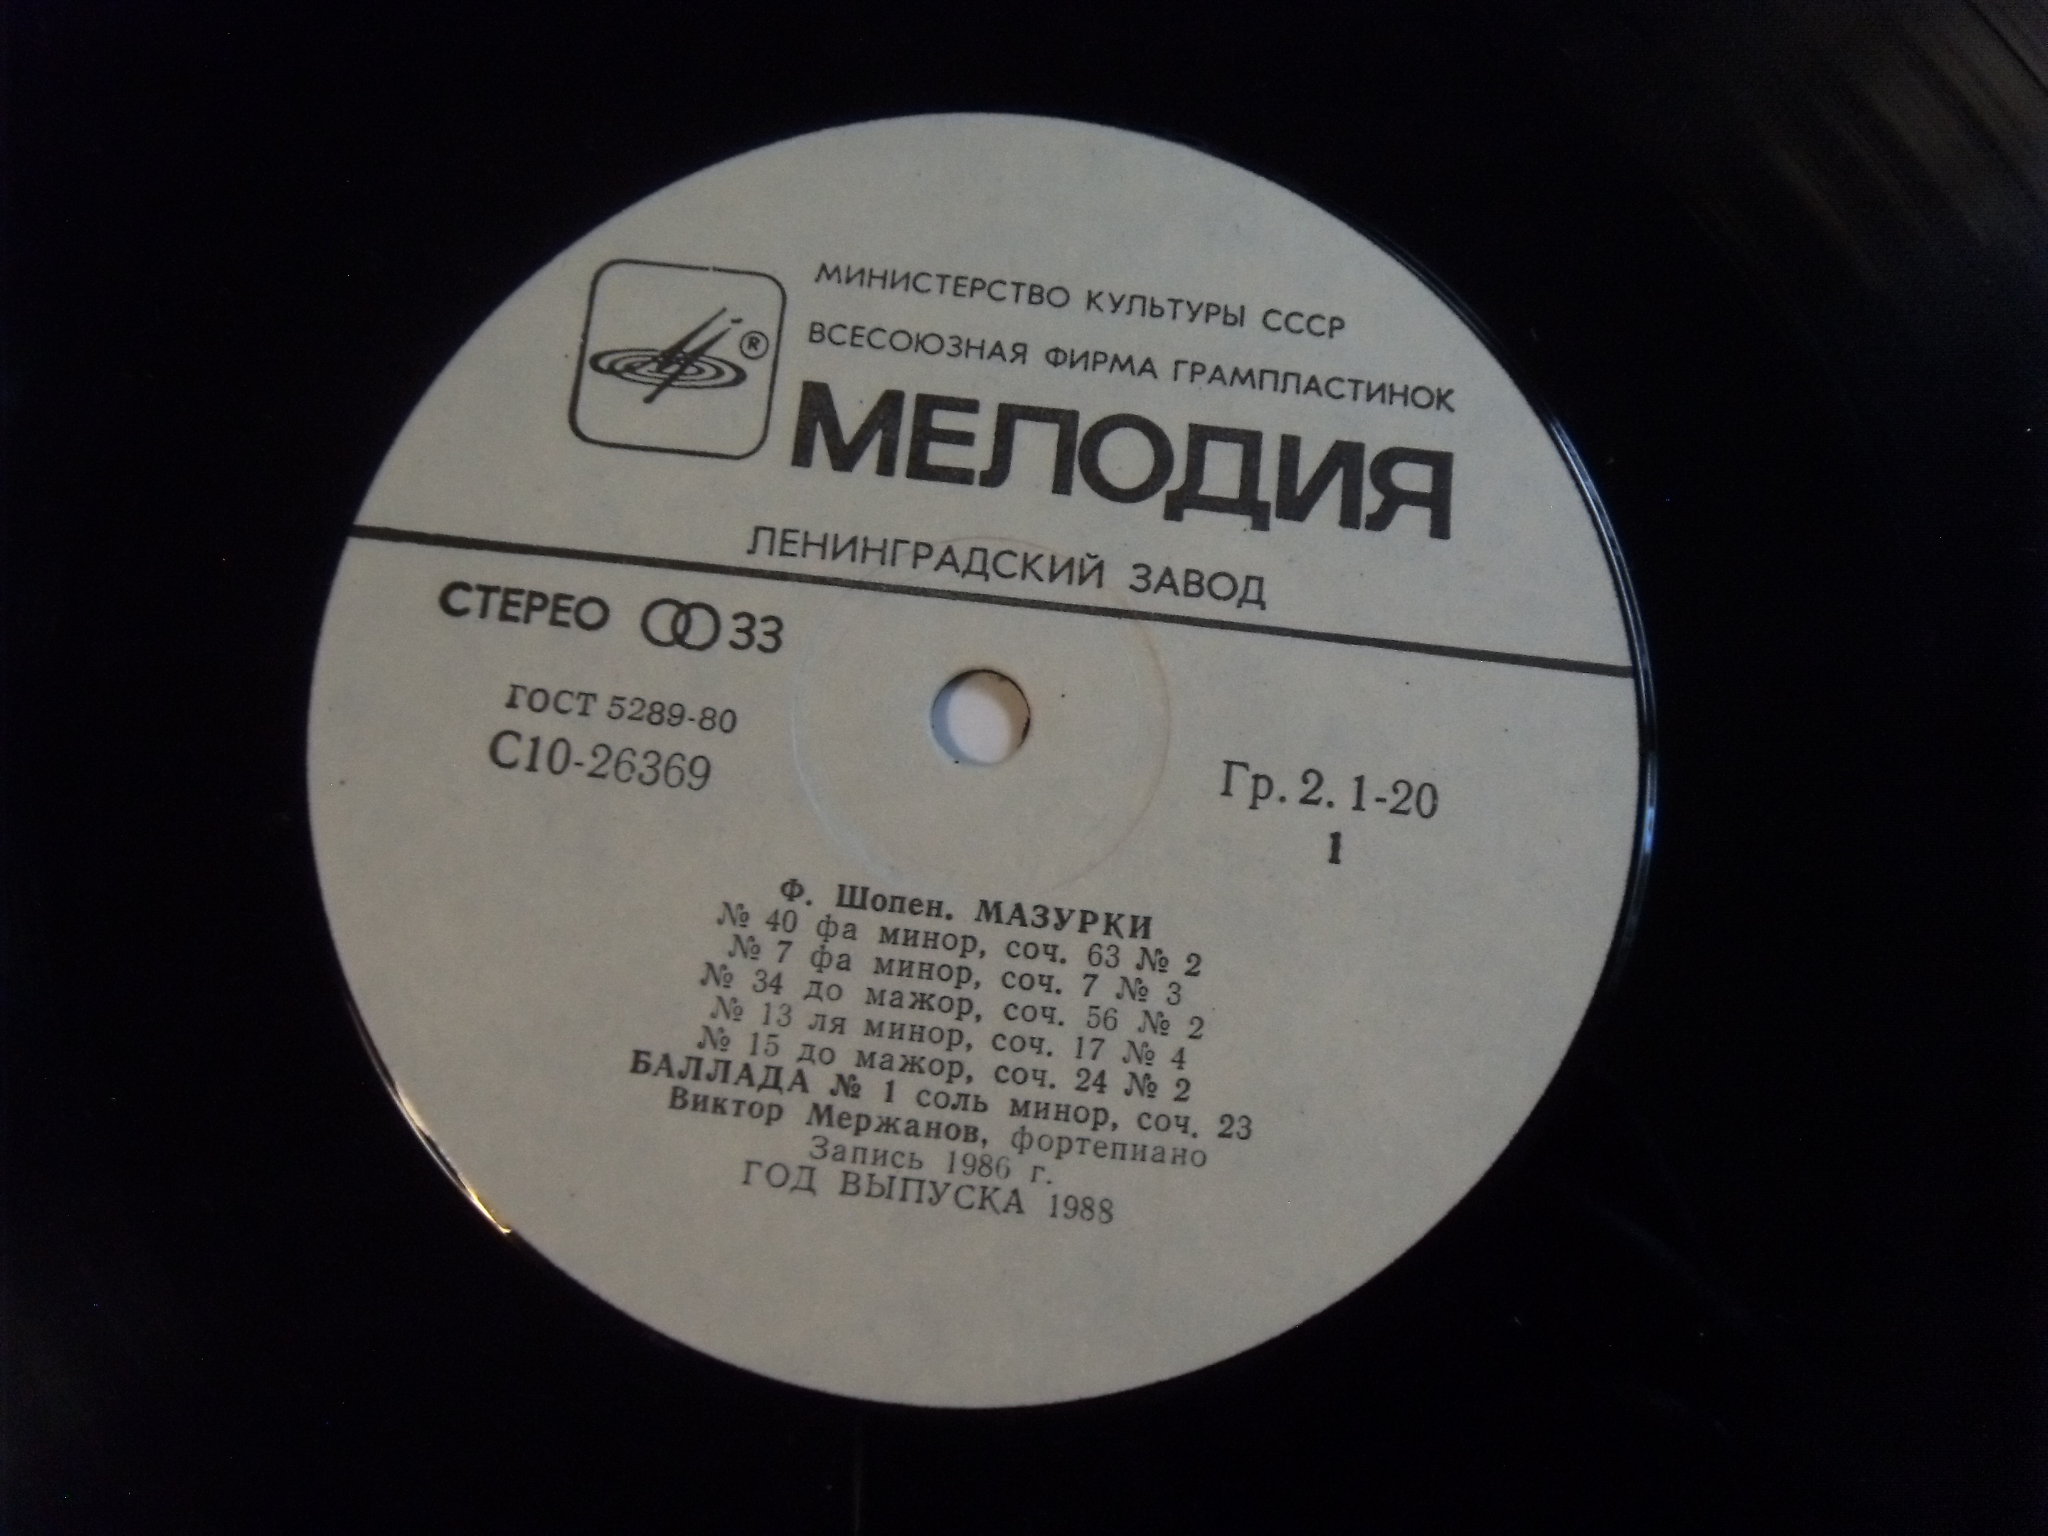 МИНИСТЕРСТВО КУЛЬТУРЫ СССР
ВСЕСОЮЗНАЯ ФИРМА ГРАМПЛАСТИНОК
®
МЕЛОДИЯ
ЛЕНИНГРАДСКИЙ ЗАВОД
СТЕРЕО 33
ГОСТ 5289-80
С10-26369
Гр. 2. 1-20
1
Ф. Шопен. МАЗУРКИ
№ 40 фа минор, соч. 63 № 2
№ 7 фа минор, соч. 7 № 3
№ 34 до мажор, соч. 56 № 2
№ 13 ля минор, соч. 17 № 4
№ 15 до мажор, соч. 24 № 2
БАЛЛАДА № 1 соль минор, соч. 23
Виктор Мержанов, фортепиано
Запись 1986 г.
ГОД ВЫПУСКА 1988